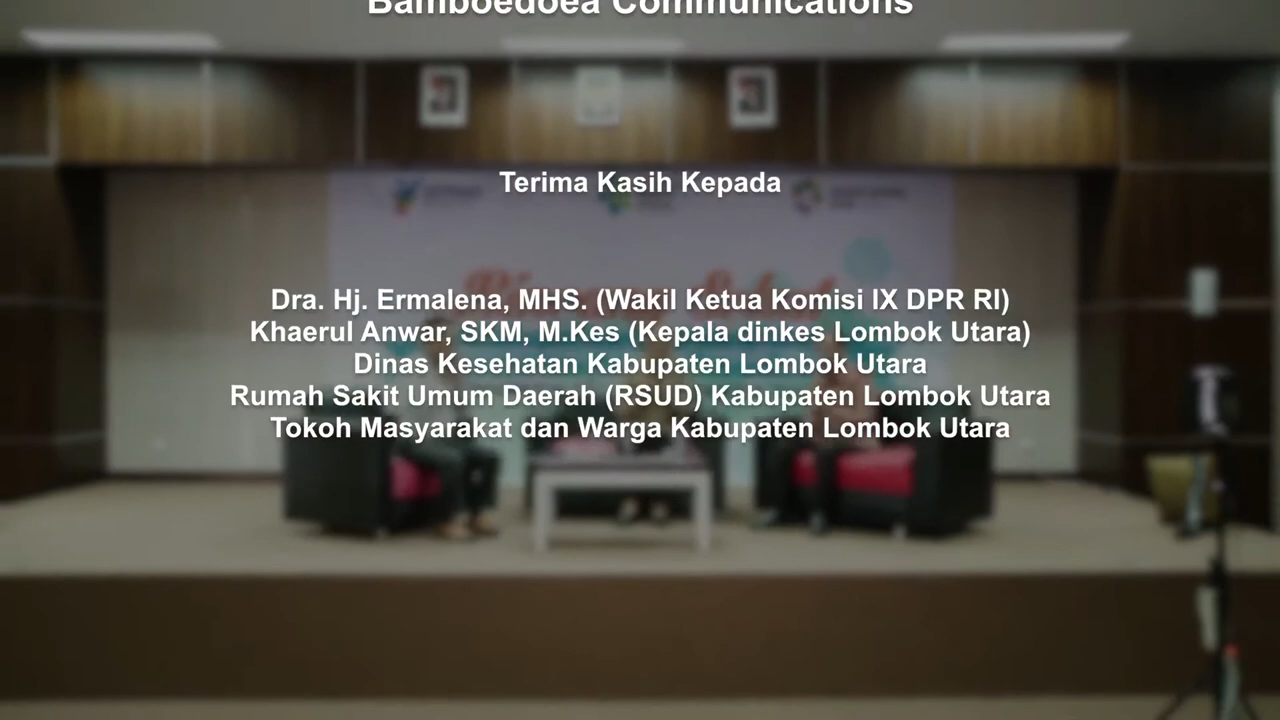 Bamboedoea Communications
Terima Kasih Kepada
Dra. Hj. Ermalena, MHS. (Wakil Ketua Komisi IX DPR RI)
Khaerul Anwar, SKM, M.Kes (Kepala dinkes Lombok Utara)
Dinas Kesehatan Kabupaten Lombok Utara
Rumah Sakit Umum Daerah (RSUD) Kabupaten Lombok Utara
Tokoh Masyarakat dan Warga Kabupaten Lombok Utara